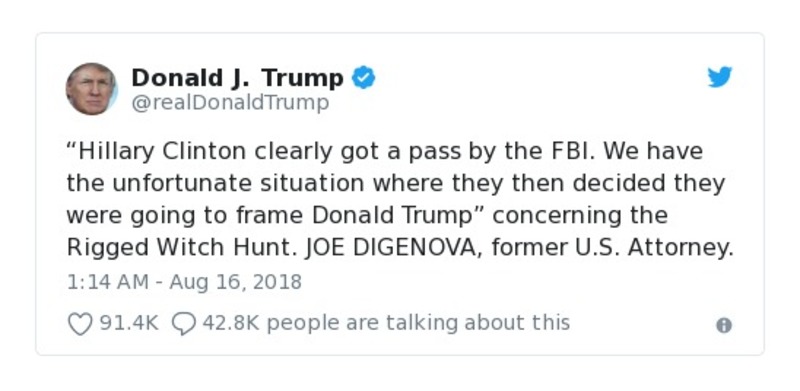 Donald J. Trump
@realDonaldTrump
“Hillary Clinton clearly got a pass by the FBI. We have
the unfortunate situation where they then decided they
were going to frame Donald Trump” concerning the
Rigged Witch Hunt. JOE DIGENOVA, former U.S. Attorney.
1:14 AM - Aug 16, 2018
91.4K 42.8K people are talking about this